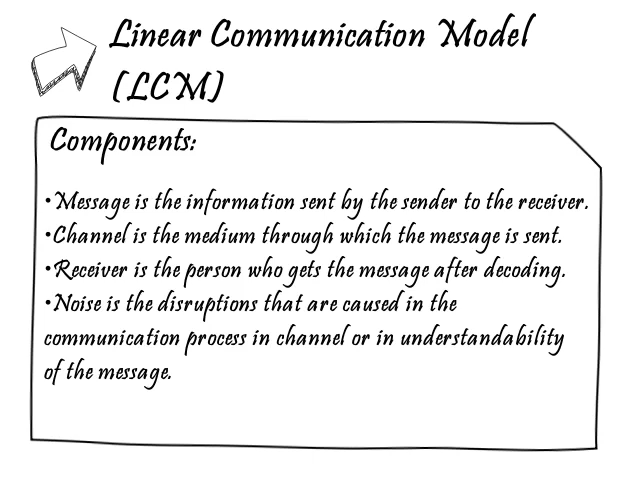 Linear Communication Model
(LCM)
Components:
•Message is the information sent by the sender to the receiver.
•Channel is the medium through which the message is sent.
•Receiver is the person who gets the message after decoding.
•Noise is the disruptions that are caused in the
communication process in channel or in understandability
of the message.